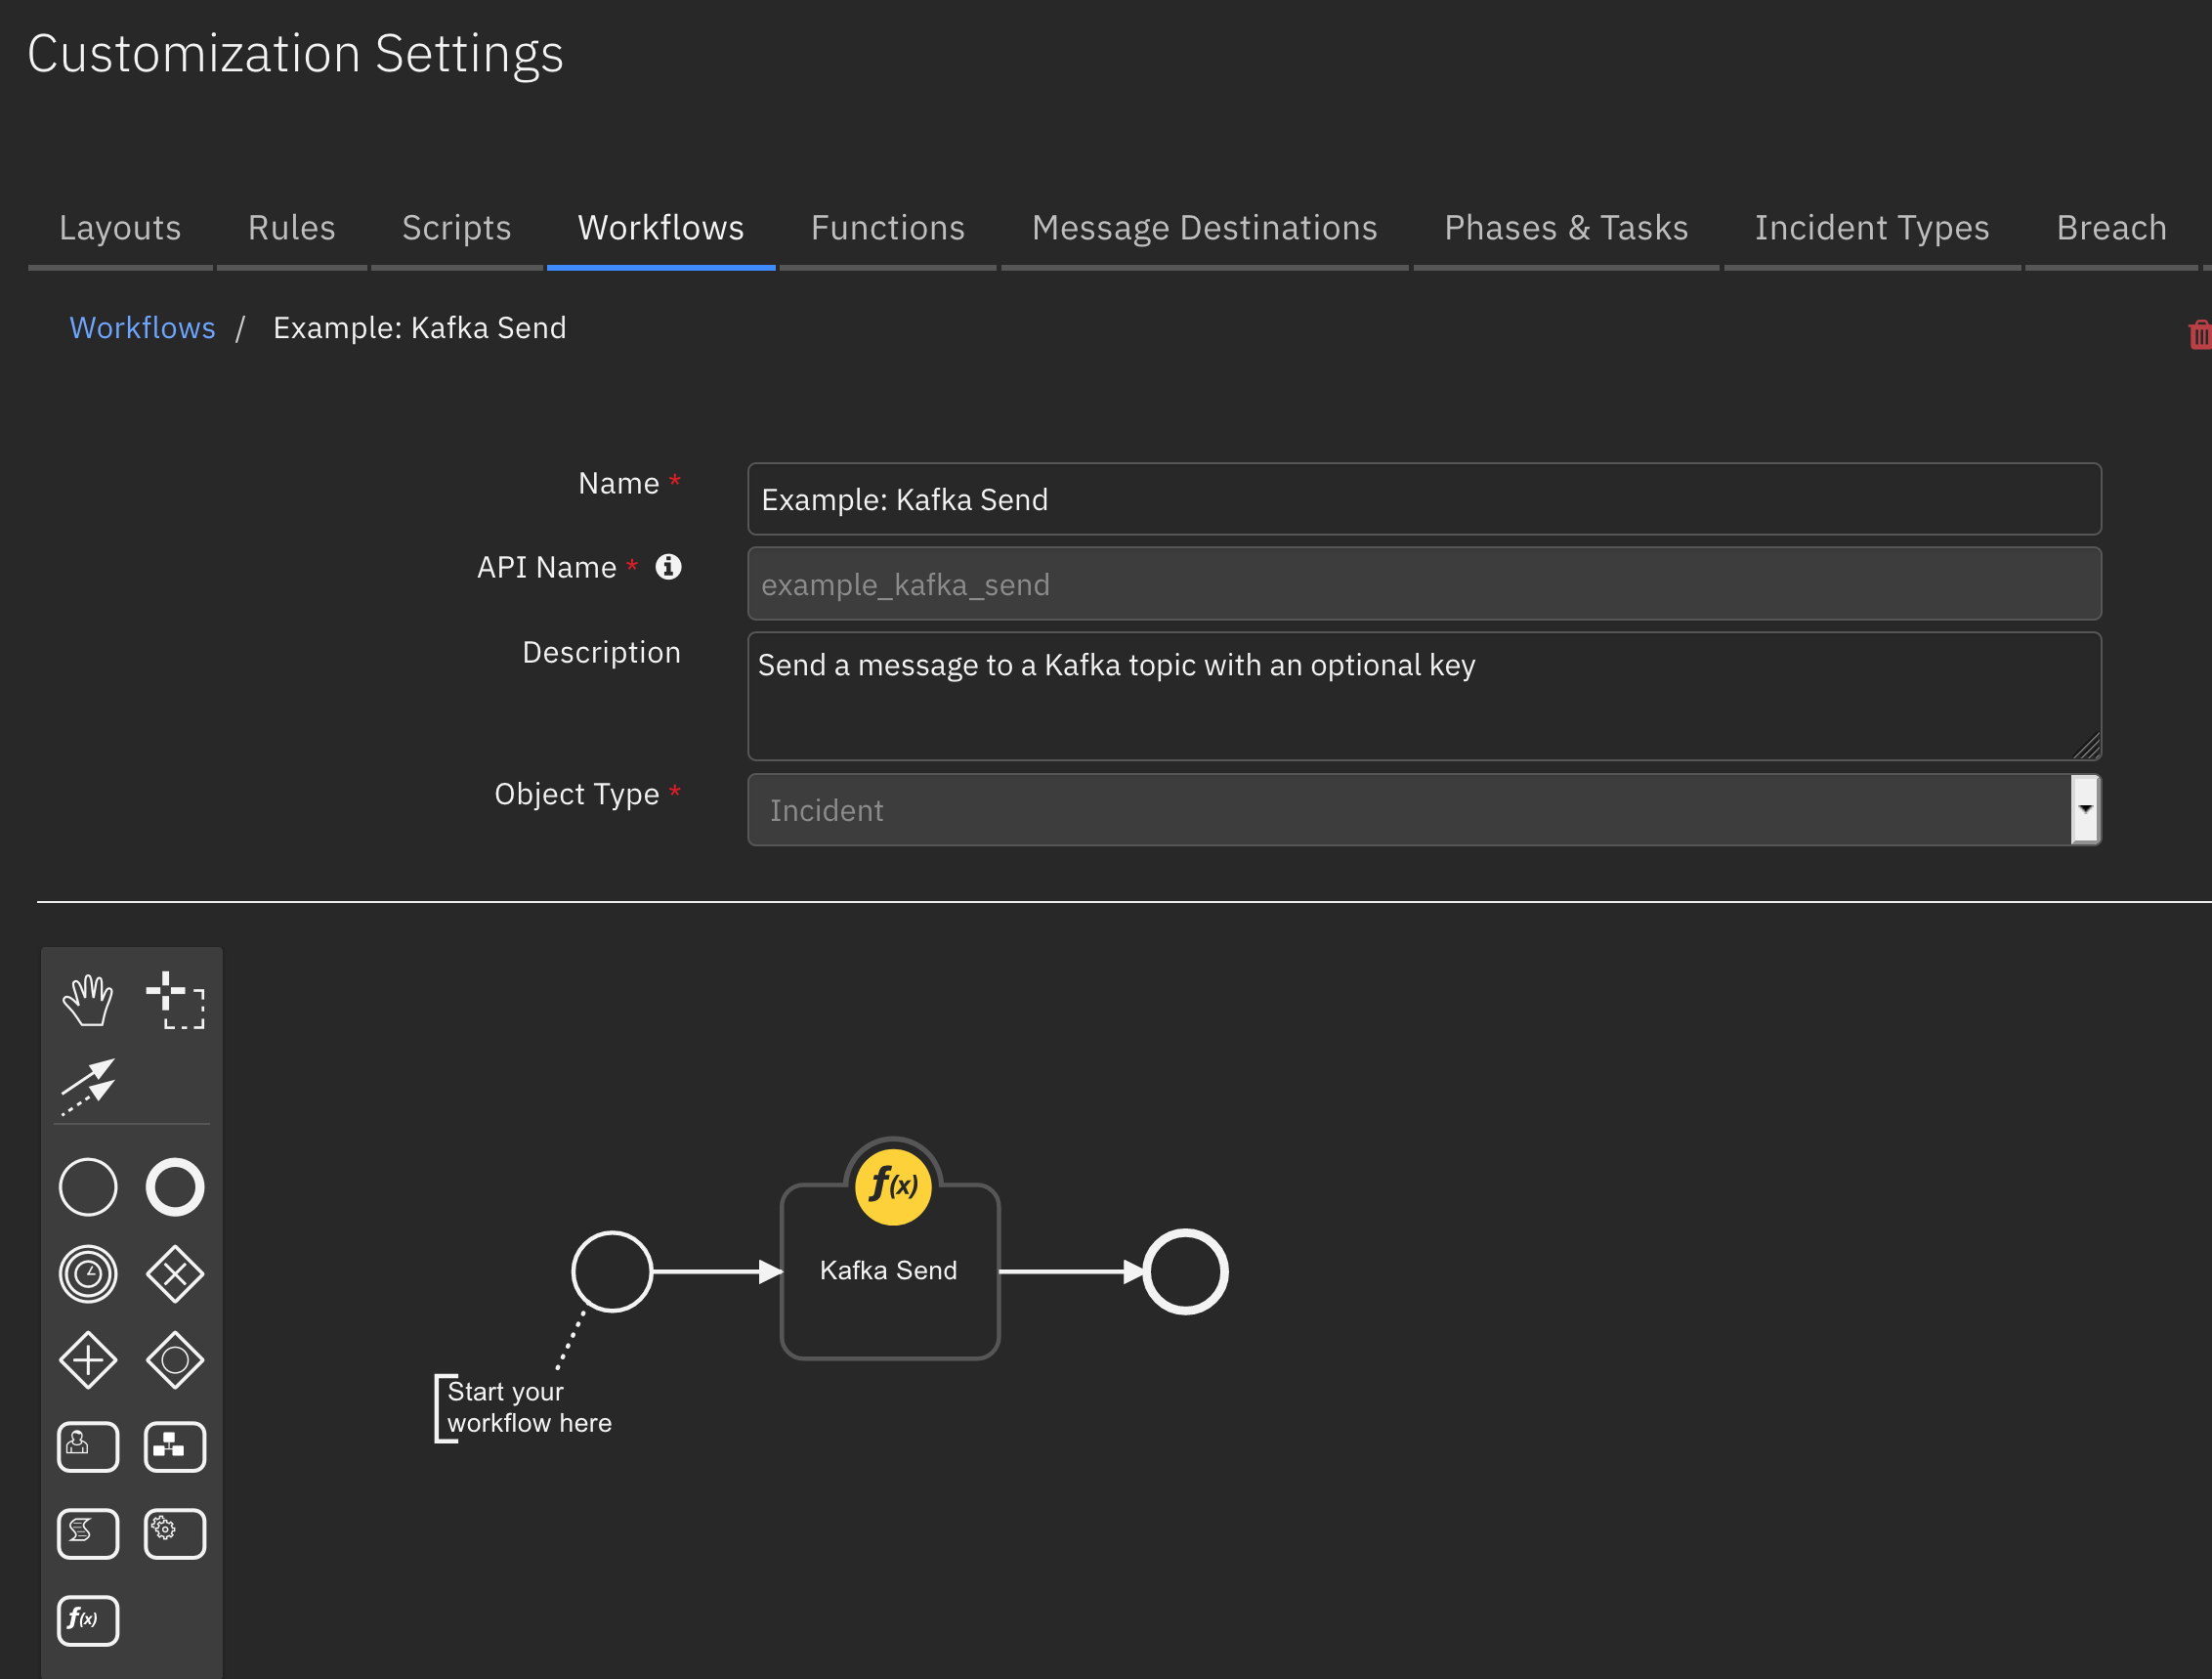 Customization Settings
Layouts Rules Scripts Workflows Functions Message Destinations Phases & Tasks Incident Types Breach
Workflows / Example: Kafka Send
Name * Example: Kafka Send
API Name * example_kafka_send
Description Send a message to a Kafka topic with an optional key
Object Type * Incident
f(x)
Kafka Send
Start your
workflow here
f(x)